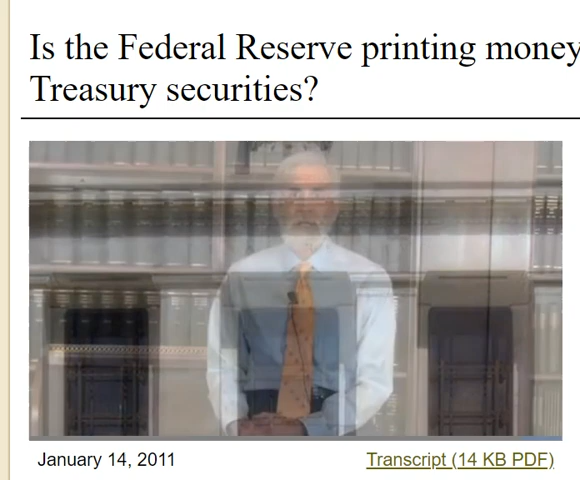 Is the Federal Reserve printing money
Treasury securities?
January 14, 2011
Transcript (14 KB PDF)